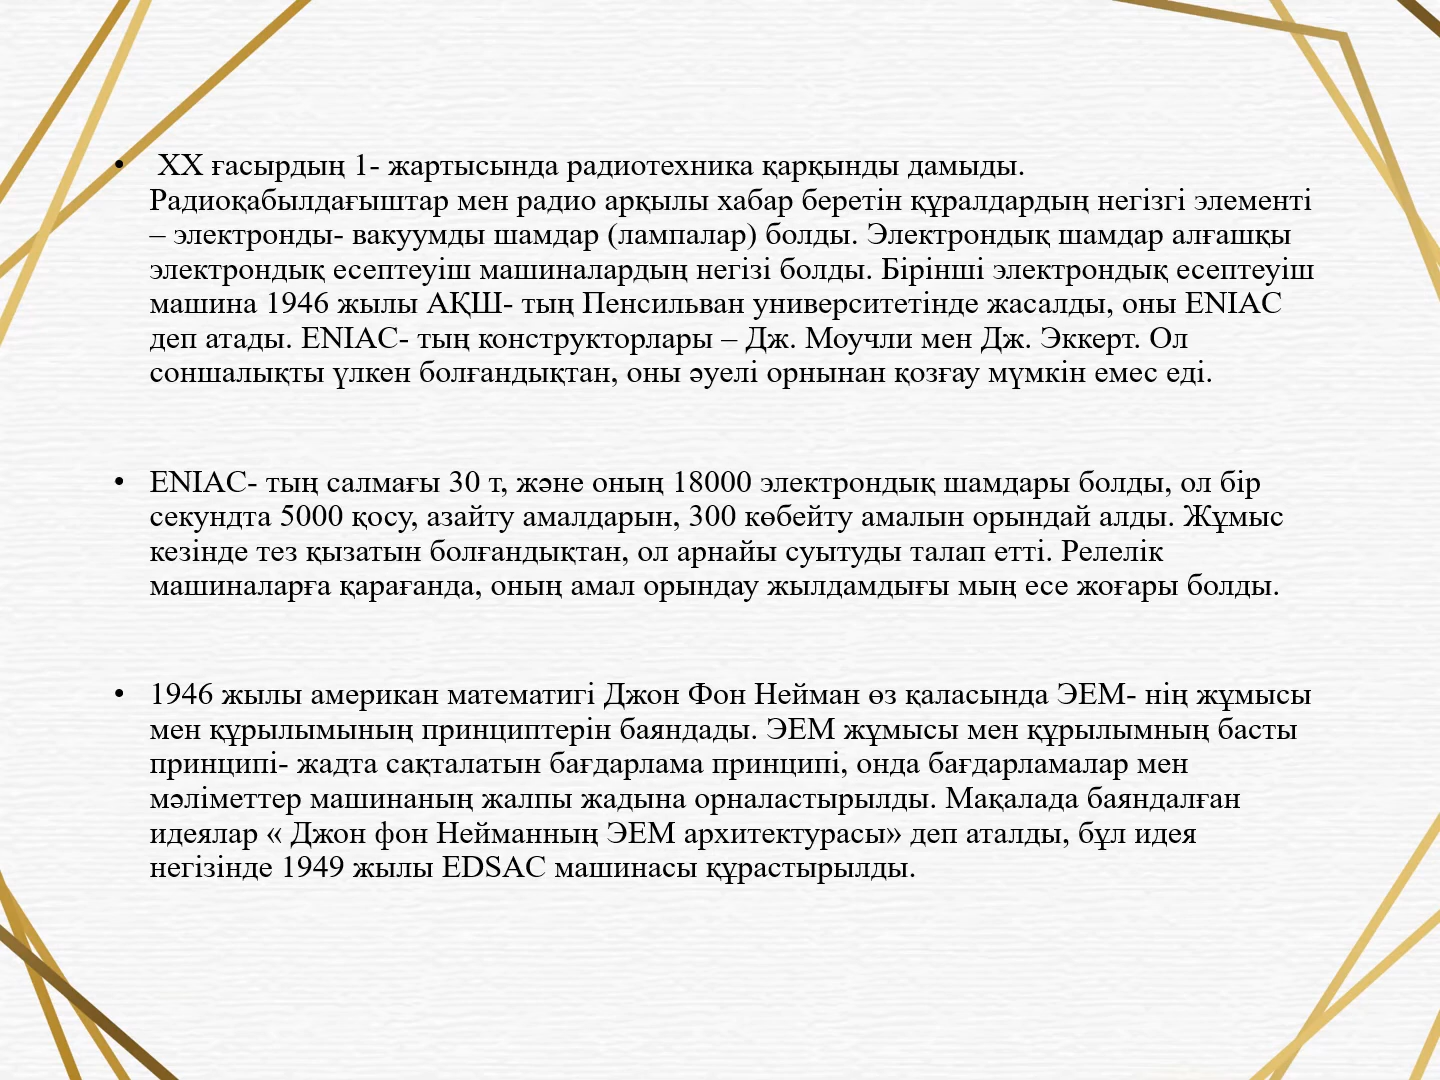 • ХХ ғасырдың 1- жартысында радиотехника қарқынды дамыды.
Радиоқабылдағыштар мен радио арқылы хабар беретін құралдардың негізгі элементі
– электронды- вакуумды шамдар (лампалар) болды. Электрондық шамдар алғашқы
электрондық есептеуіш машиналардың негізі болды. Бірінші электрондық есептеуіш
машина 1946 жылы АҚШ- тың Пенсильван университетінде жасалды, оны ENIAC
деп атады. ENIAC- тың конструкторлары – Дж. Моучли мен Дж. Эккерт. Ол
соншалықты үлкен болғандықтан, оны әуелі орнынан қозғау мүмкін емес еді.
• ENIAC- тың салмағы 30 т, және оның 18000 электрондық шамдары болды, ол бір
секундта 5000 қосу, азайту амалдарын, 300 көбейту амалын орындай алды. Жұмыс
кезінде тез қызатын болғандықтан, ол арнайы суытуды талап етті. Релелік
машиналарға қарағанда, оның амал орындау жылдамдығы мың есе жоғары болды.
• 1946 жылы американ математигі Джон Фон Нейман өз қаласында ЭЕМ- нің жұмысы
мен құрылымының принциптерін баяндады. ЭЕМ жұмысы мен құрылымның басты
принципі- жадта сақталатын бағдарлама принципі, онда бағдарламалар мен
мәліметтер машинаның жалпы жадына орналастырылды. Мақалада баяндалған
идеялар « Джон фон Нейманның ЭЕМ архитектурасы» деп аталды, бұл идея
негізінде 1949 жылы EDSAC машинасы құрастырылды.